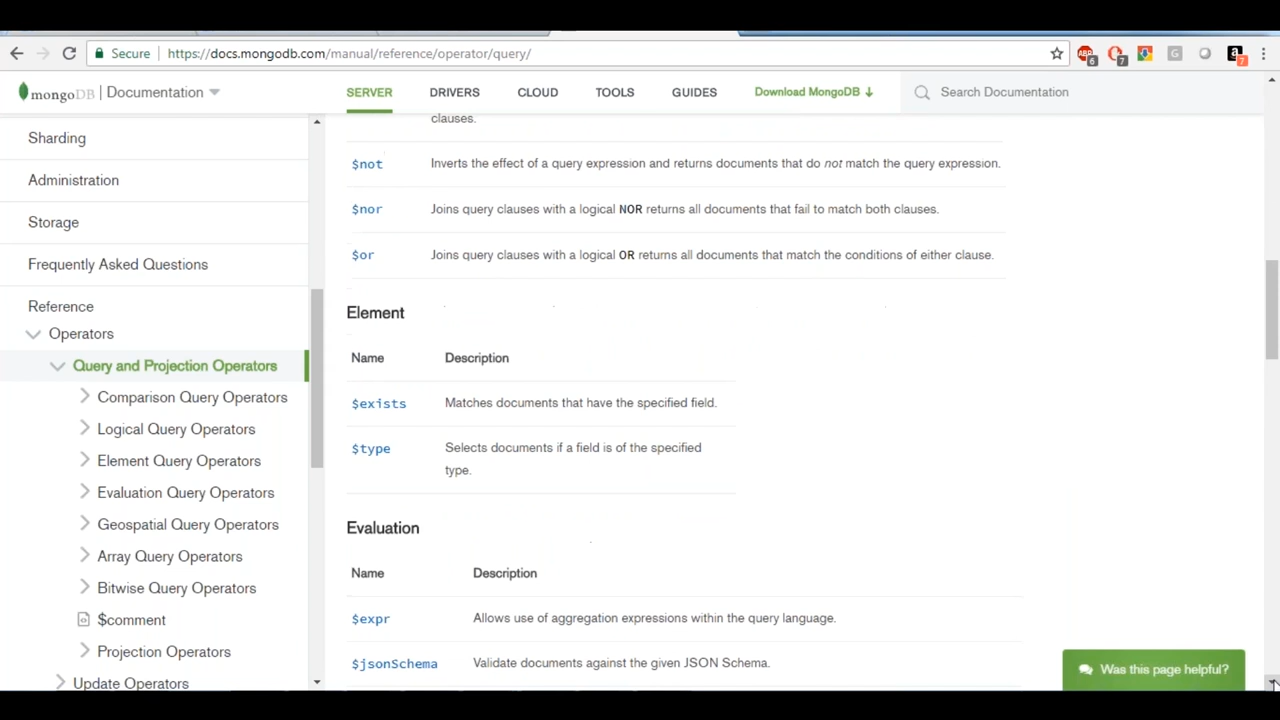 Secure
https://docs.mongodb.com/manual/reference/operator/query/
6
7
G
a
7
mongoDB | Documentation
SERVER
DRIVERS
CLOUD
TOOLS
GUIDES
Download MongoDB ↓
Search Documentation
Sharding
Administration
Storage
Frequently Asked Questions
Reference
Operators
Query and Projection Operators
Comparison Query Operators
Logical Query Operators
Element Query Operators
Evaluation Query Operators
Geospatial Query Operators
Array Query Operators
Bitwise Query Operators
$comment
Projection Operators
Update Operators
clauses.
$not Inverts the effect of a query expression and returns documents that do not match the query expression.
$nor Joins query clauses with a logical NOR returns all documents that fail to match both clauses.
$or Joins query clauses with a logical OR returns all documents that match the conditions of either clause.
Element
Name Description
$exists Matches documents that have the specified field.
$type Selects documents if a field is of the specified
type.
Evaluation
Name Description
$expr Allows use of aggregation expressions within the query language.
$jsonSchema Validate documents against the given JSON Schema.
Was this page helpful?